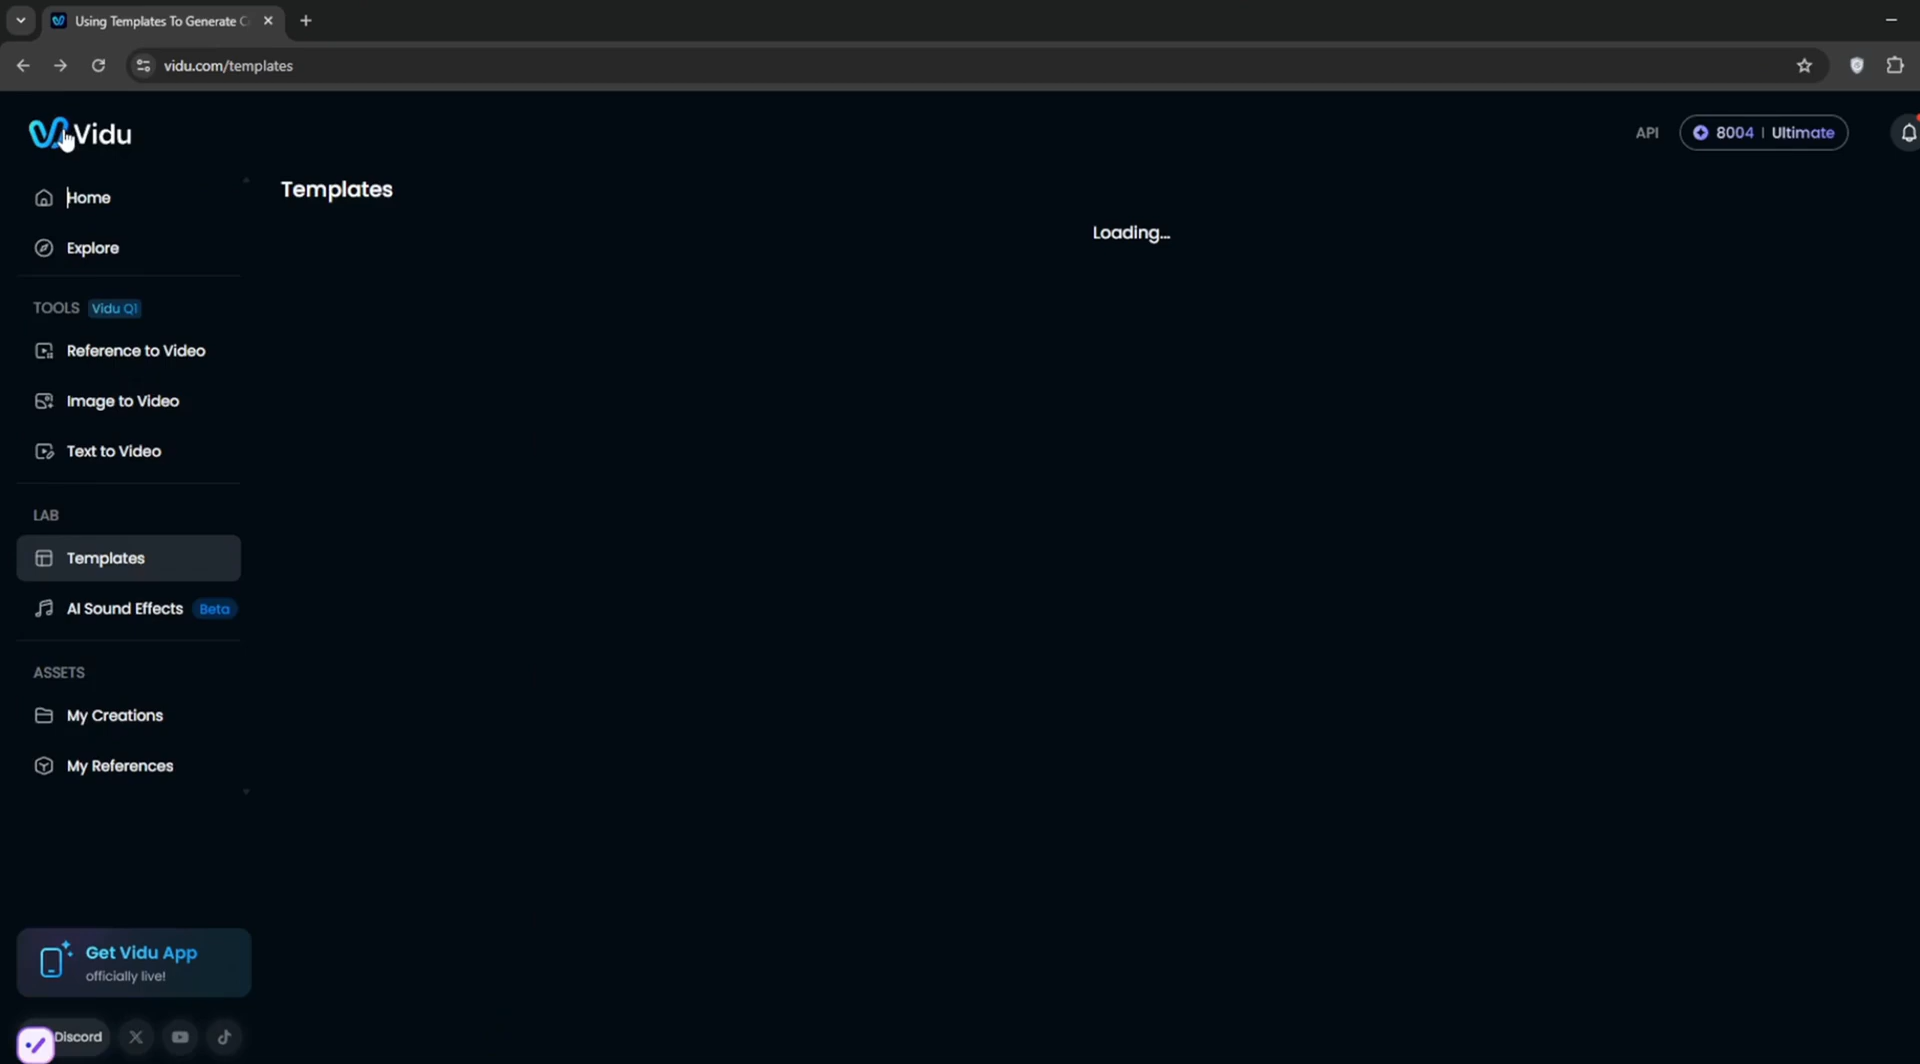 Using Templates To Generate C
vidu.com/templates
Vidu
API
8004 | Ultimate
Home
Templates
Loading...
Explore
TOOLS Vidu Q1
Reference to Video
Image to Video
Text to Video
LAB
Templates
AI Sound Effects Beta
ASSETS
My Creations
My References
Get Vidu App
officially live!
Discord